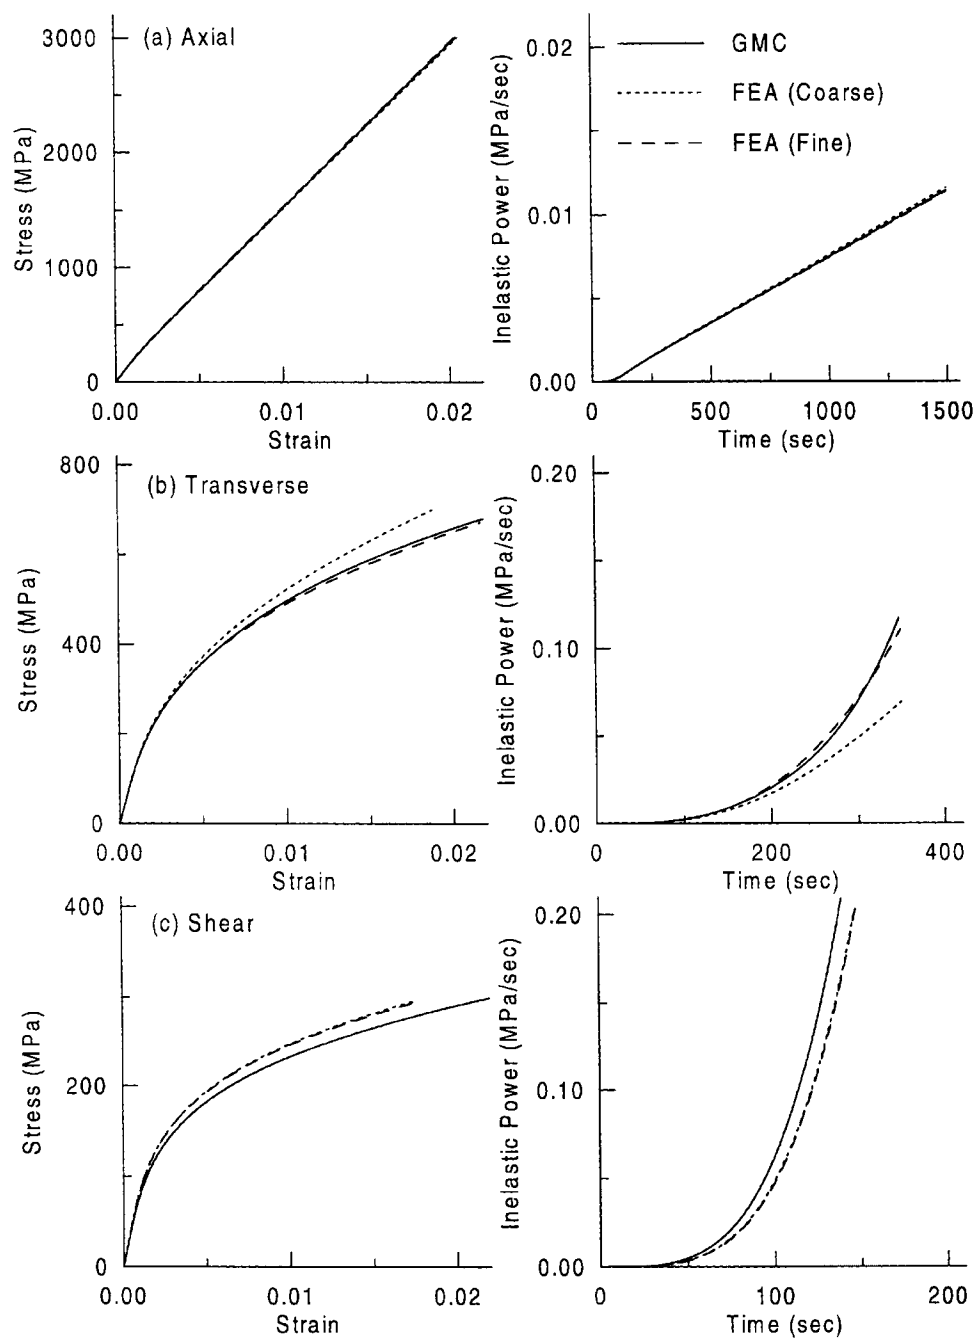 (a) Axial
Stress (MPa)
3000
2000
1000
0
0.00 0.01 0.02
Strain
Inelastic Power (MPa/sec)
0.02
0.01
0.00
0 500 1000 1500
Time (sec)
GMC
FEA (Coarse)
FEA (Fine)
(b) Transverse
Stress (MPa)
800
400
0
0.00 0.01 0.02
Strain
Inelastic Power (MPa/sec)
0.20
0.10
0.00
0 200 400
Time (sec)
(c) Shear
Stress (MPa)
400
200
0
0.00 0.01 0.02
Strain
Inelastic Power (MPa/sec)
0.20
0.10
0.00
0 100 200
Time (sec)